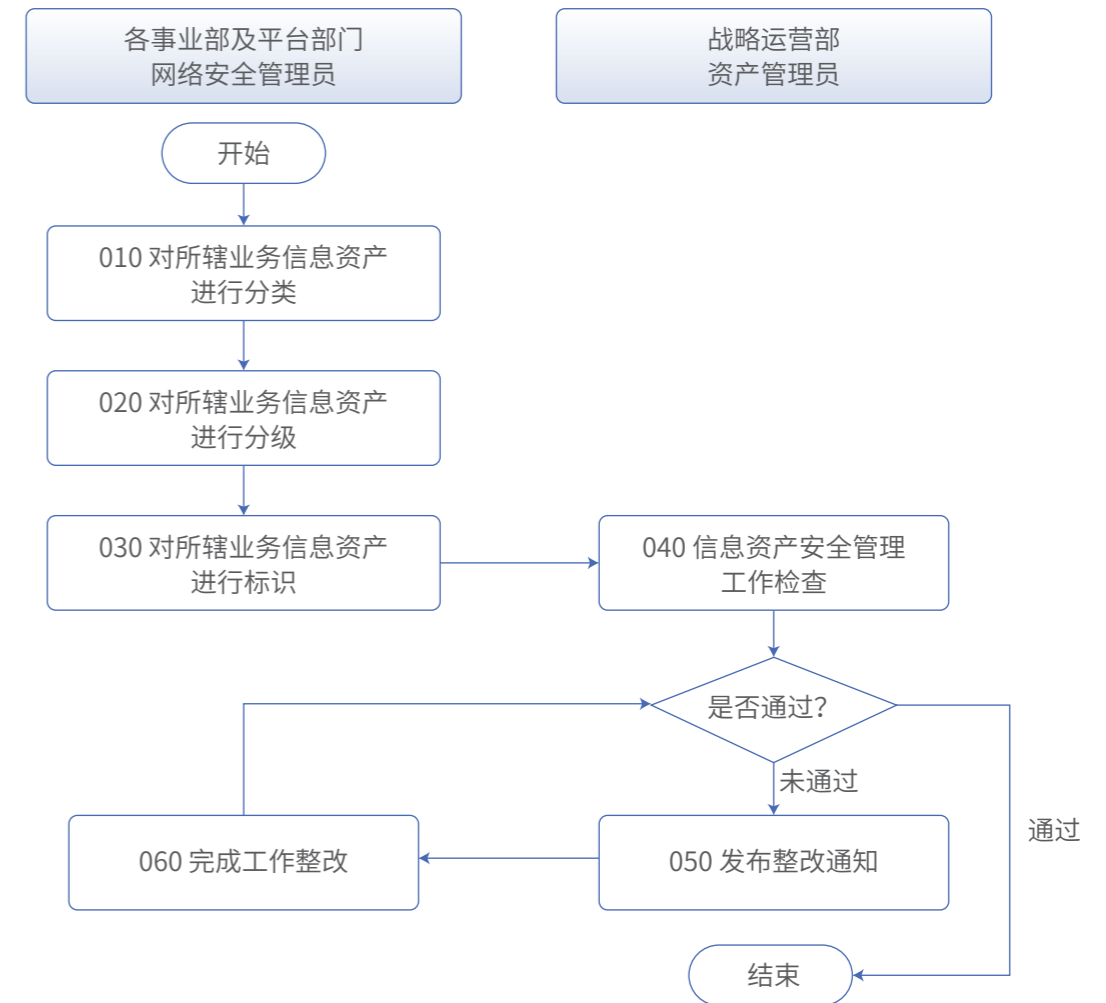 各事业部及平台部门
网络安全管理员
战略运营部
资产管理员
开始
010 对所辖业务信息资产
进行分类
020 对所辖业务信息资产
进行分级
030 对所辖业务信息资产
进行标识
040 信息资产安全管理
工作检查
是否通过?
未通过
通过
060 完成工作整改
050 发布整改通知
结束